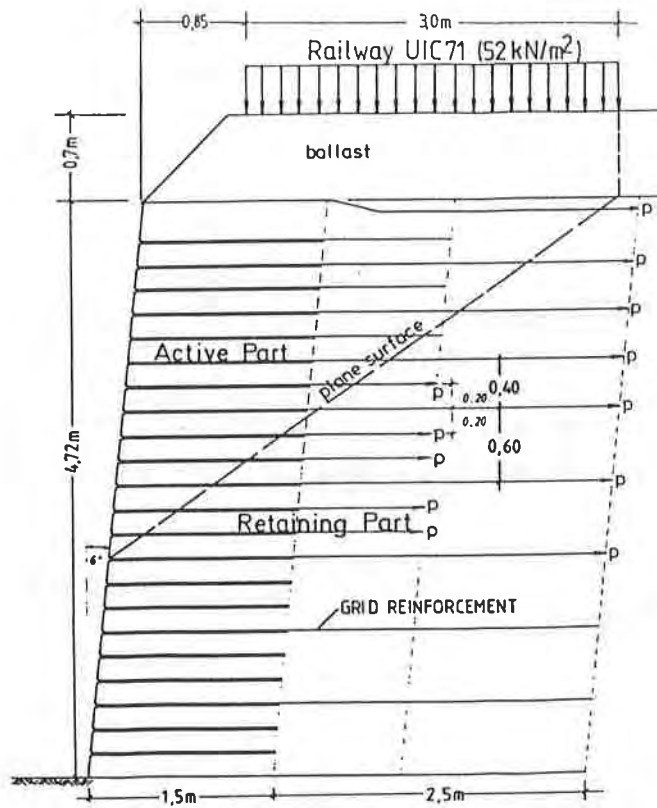 0,85
3,0m
Railway UIC71 (52 kN/m²)
0,7m
ballast
p
p
p
Active Part
plane surface
p
p
0.20
0,40
0.20
p
p
p
0,60
p
4,72m
p
Retaining Part
p
6°
p
GRID REINFORCEMENT
1,5m
2,5m